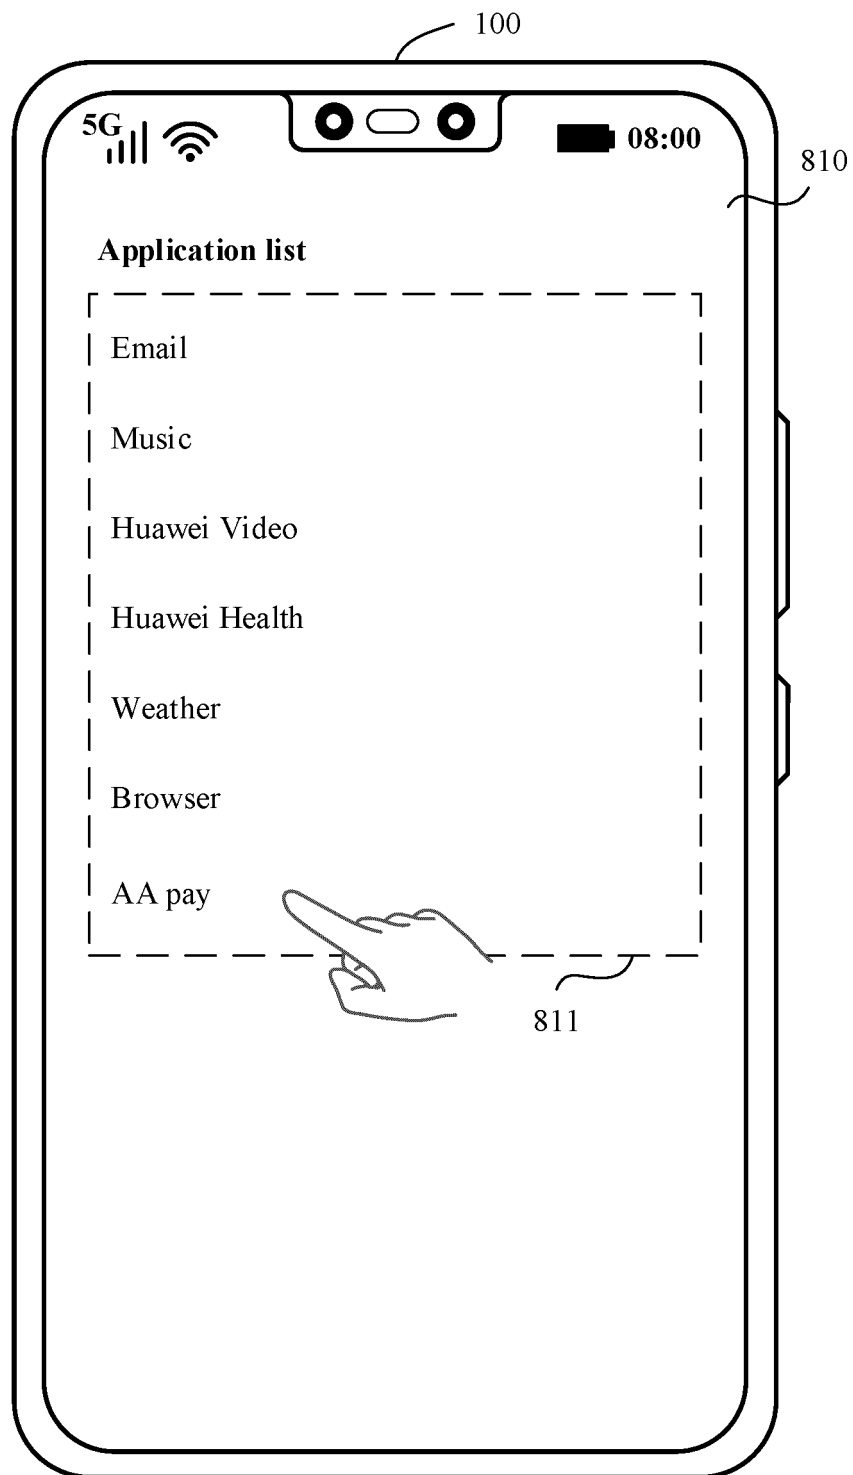 100
5G
08:00
810
Application list
Email
Music
Huawei Video
Huawei Health
Weather
Browser
AA pay
811